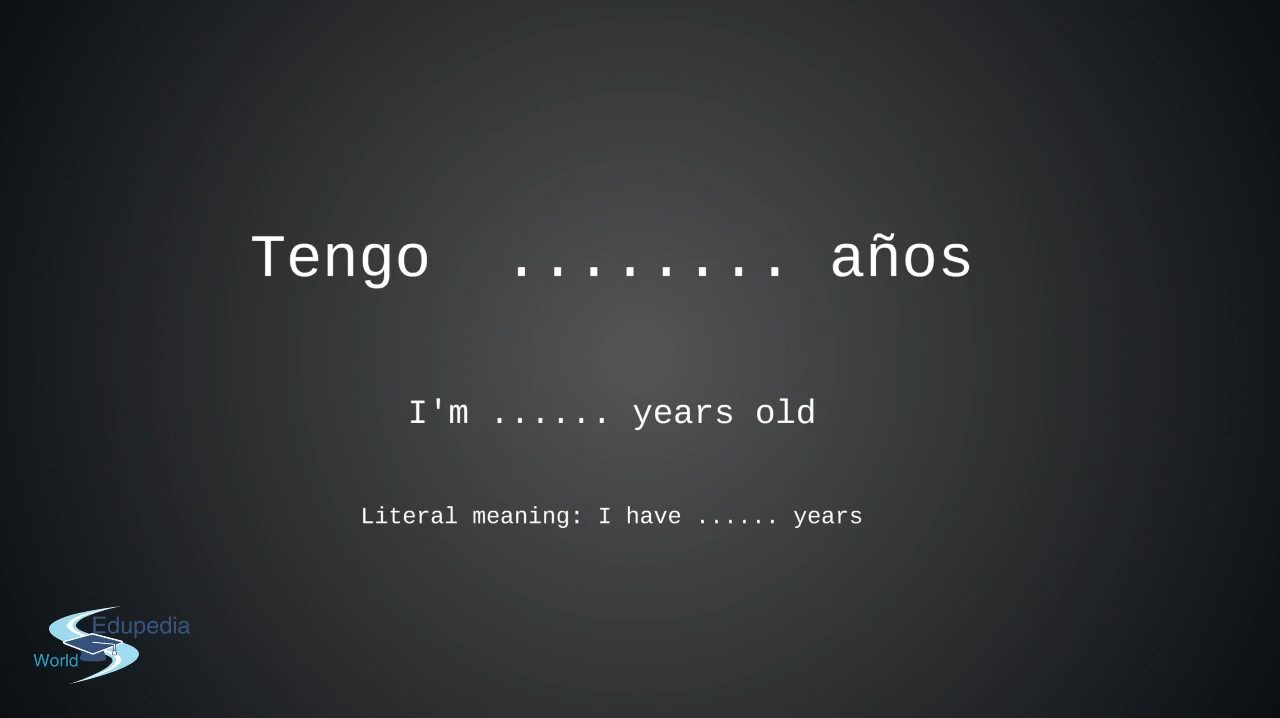 Tengo ........ años
I'm ...... years old
Literal meaning: I have ...... years
Edupedia
World